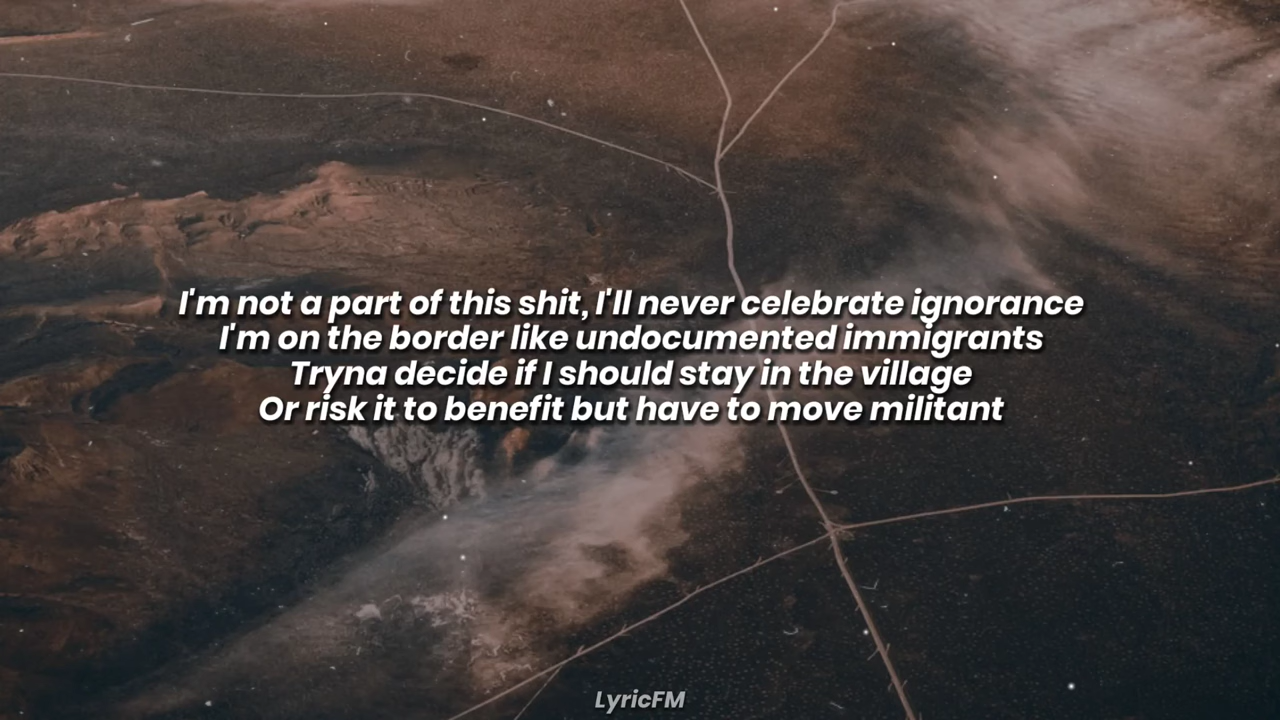 I'm not a part of this shit, I'll never celebrate ignorance
I'm on the border like undocumented immigrants
Tryna decide if I should stay in the village
Or risk it to benefit but have to move militant
LyricFM